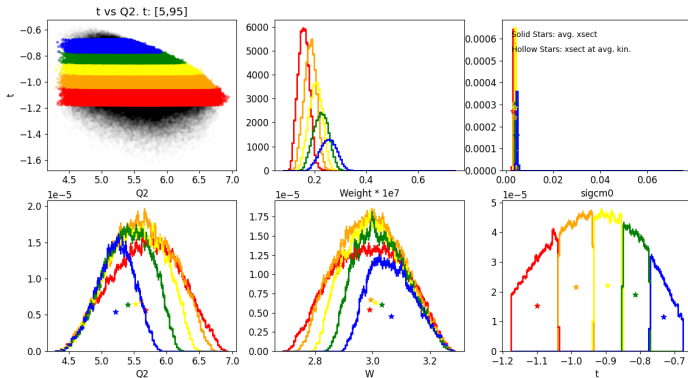 t vs Q2. t: [5,95]
−0.6
−0.8
−1.0
−1.2
−1.4
−1.6
t
4.5 5.0 5.5 6.0 6.5 7.0
Q2
6000
5000
4000
3000
2000
1000
0
0.2 0.4 0.6
Weight * 1e7
Solid Stars: avg. xsect
Hollow Stars: xsect at avg. kin.
0.0006
0.0005
0.0004
0.0003
0.0002
0.0001
0.0000
0.00 0.02 0.04 0.06
sigcm0
1e−5
2.0
1.5
1.0
0.5
0.0
4.5 5.0 5.5 6.0 6.5 7.0
Q2
1e−5
1.75
1.50
1.25
1.00
0.75
0.50
0.25
0.00
2.8 3.0 3.2
W
1e−5
5
4
3
2
1
0
−1.2 −1.1 −1.0 −0.9 −0.8 −0.7
t